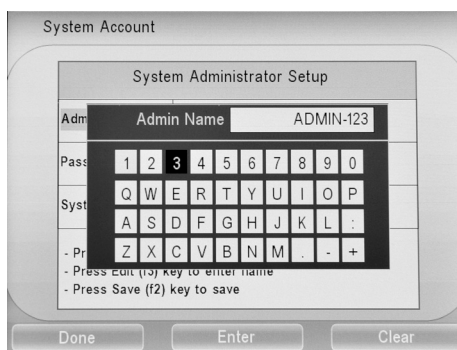 System Account
System Administrator Setup
Adm
Admin Name ADMIN-123
Pass
1 2 3 4 5 6 7 8 9 0
Q W E R T Y U I O P
Syst
A S D F G H J K L :
Z X C V B N M . - +
- Pr
- Press Edit (f3) key to enter name
- Press Save (f2) key to save
Done Enter Clear